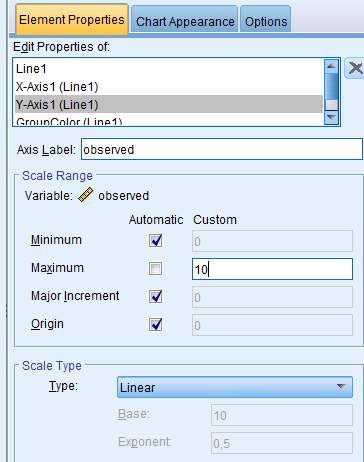 Element Properties Chart Appearance Options
Edit Properties of:
Line1
X-Axis1 (Line1)
Y-Axis1 (Line1)
GroupColor (Line1)
Axis Label: observed
Scale Range
Variable: observed
Automatic Custom
Minimum 0
Maximum 10
Major Increment 0
Origin 0
Scale Type
Type: Linear
Base: 10
Exponent: 0,5